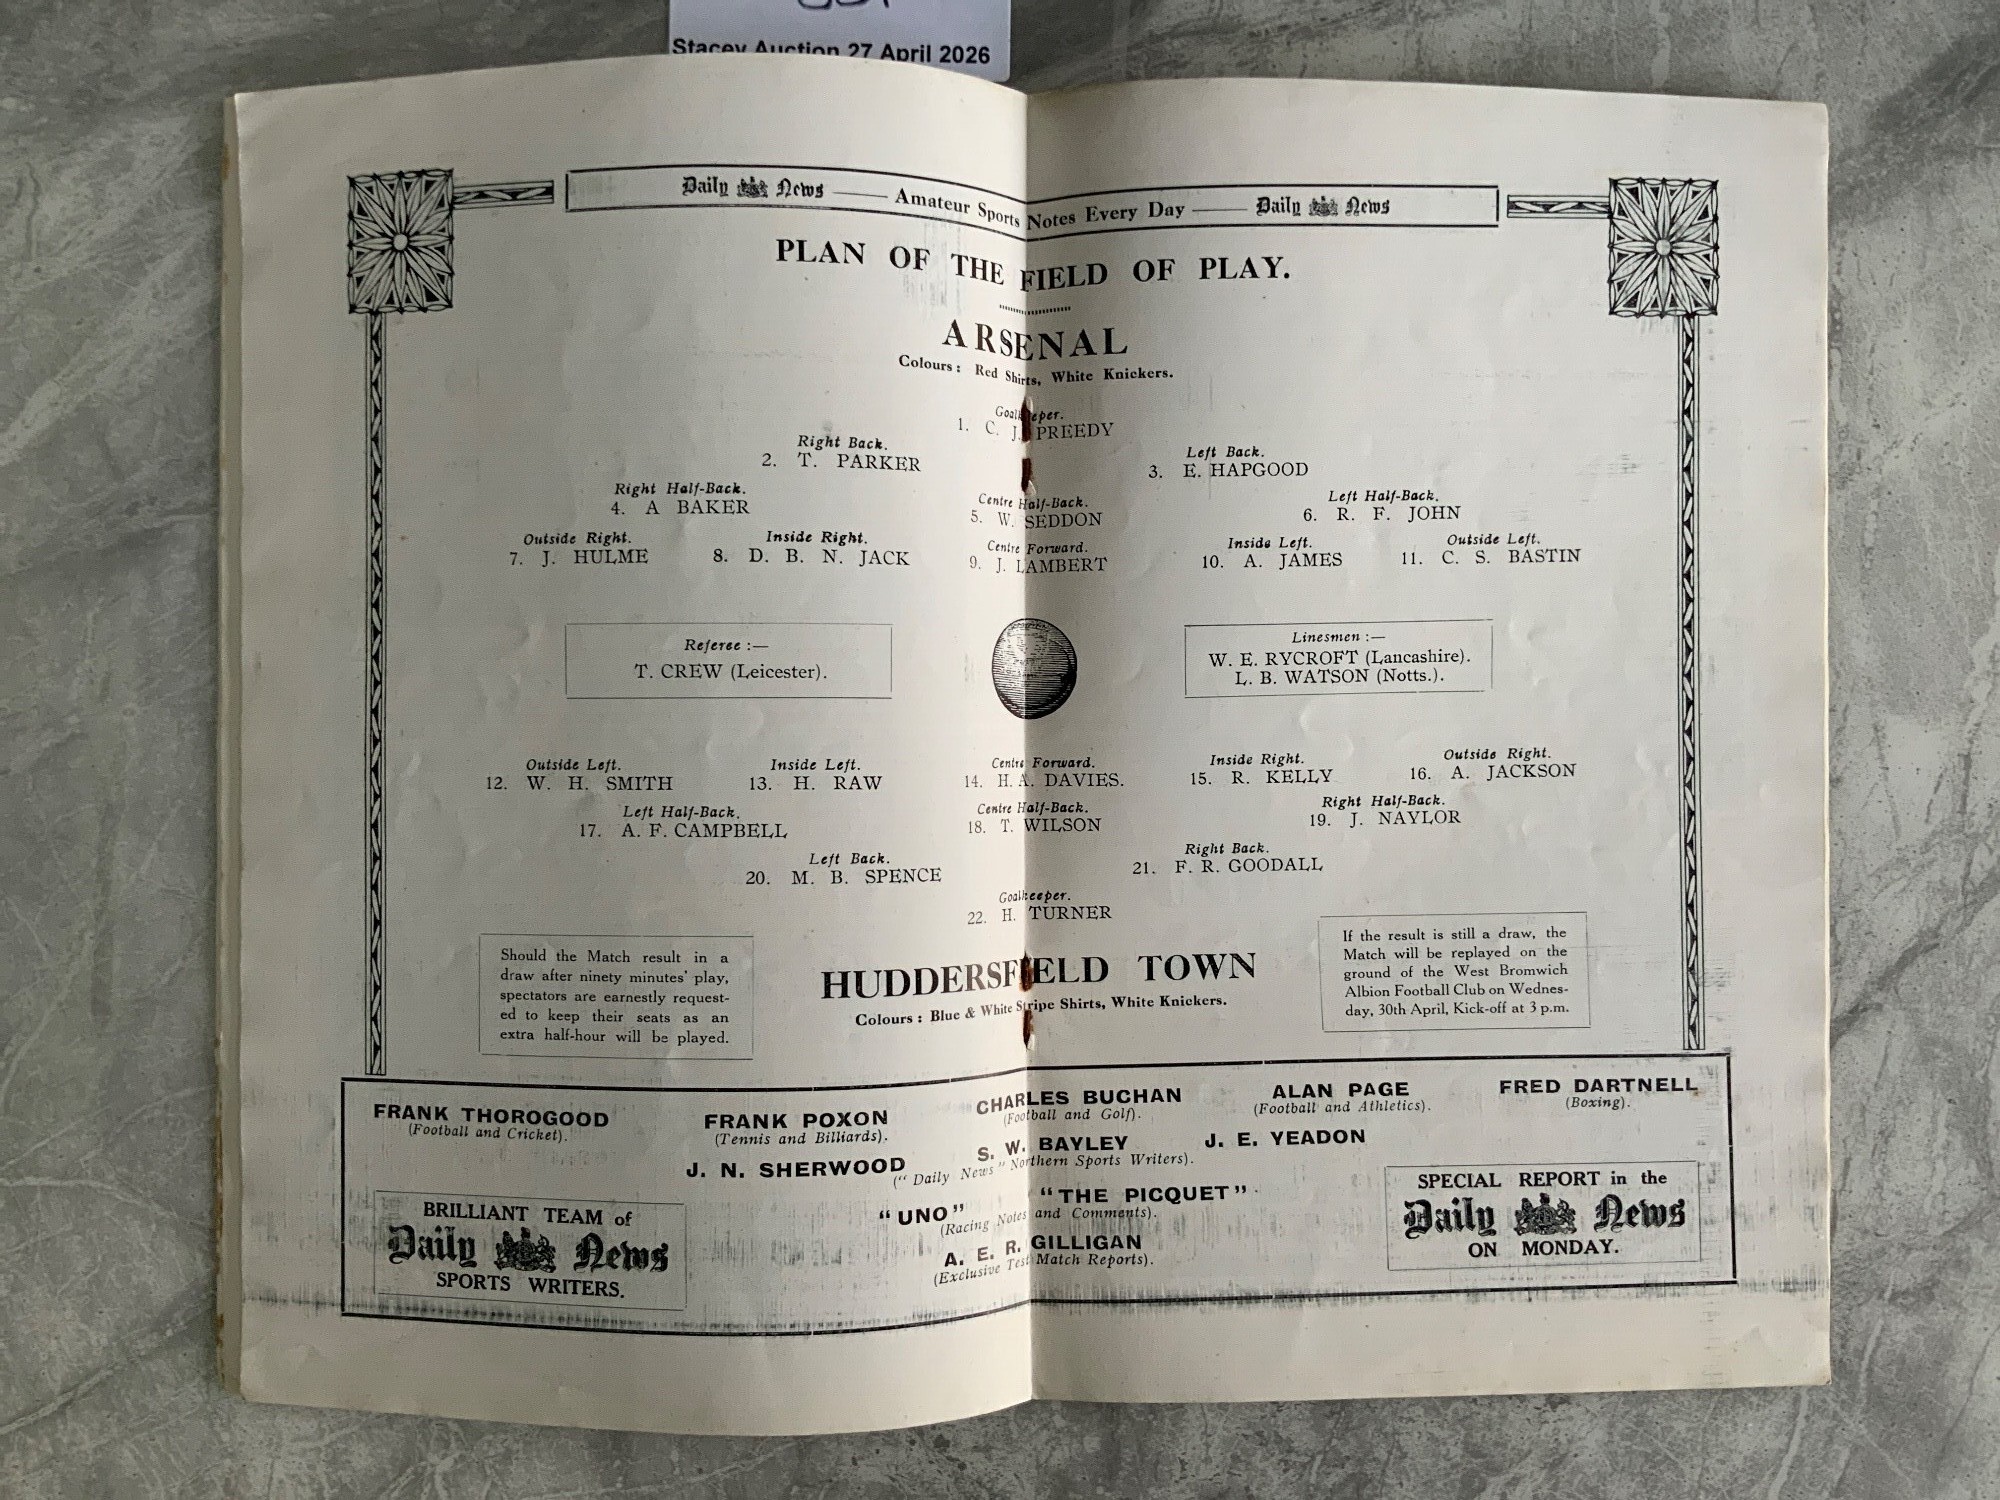 Stacey Auction 27 April 2026
Daily News —— Amateur Sports Notes Every Day —— Daily News
PLAN OF THE FIELD OF PLAY.
ARSENAL
Colours: Red Shirts, White Knickers.
Goalkeeper.
1. C. J. PREEDY
Right Back.
2. T. PARKER
Left Back.
3. E. HAPGOOD
Right Half-Back.
4. A BAKER
Centre Half-Back.
5. W. SEDDON
Left Half-Back.
6. R. F. JOHN
Outside Right.
7. J. HULME
Inside Right.
8. D. B. N. JACK
Centre Forward.
9. J. LAMBERT
Inside Left.
10. A. JAMES
Outside Left.
11. C. S. BASTIN
Referee :—
T. CREW (Leicester).
Linesmen :—
W. E. RYCROFT (Lancashire).
L. B. WATSON (Notts.).
Outside Left.
12. W. H. SMITH
Inside Left.
13. H. RAW
Centre Forward.
14. H. A. DAVIES.
Inside Right.
15. R. KELLY
Outside Right.
16. A. JACKSON
Left Half-Back.
17. A. F. CAMPBELL
Centre Half-Back.
18. T. WILSON
Right Half-Back.
19. J. NAYLOR
Left Back.
20. M. B. SPENCE
Right Back.
21. F. R. GOODALL
Goalkeeper.
22. H. TURNER
HUDDERSFIELD TOWN
Colours: Blue & White Stripe Shirts, White Knickers.
Should the Match result in a
draw after ninety minutes' play,
spectators are earnestly request-
ed to keep their seats as an
extra half-hour will be played.
If the result is still a draw, the
Match will be replayed on the
ground of the West Bromwich
Albion Football Club on Wednes-
day, 30th April, Kick-off at 3 p.m.
FRANK THOROGOOD
(Football and Cricket).
FRANK POXON
(Tennis and Billiards).
CHARLES BUCHAN
(Football and Golf).
ALAN PAGE
(Football and Athletics).
FRED DARTNELL
(Boxing).
J. N. SHERWOOD S. W. BAYLEY J. E. YEADON
("Daily News" Northern Sports Writers).
"UNO" "THE PICQUET"
(Racing Notes and Comments).
A. E. R. GILLIGAN
(Exclusive Test Match Reports).
BRILLIANT TEAM of
Daily News
SPORTS WRITERS.
SPECIAL REPORT in the
Daily News
ON MONDAY.